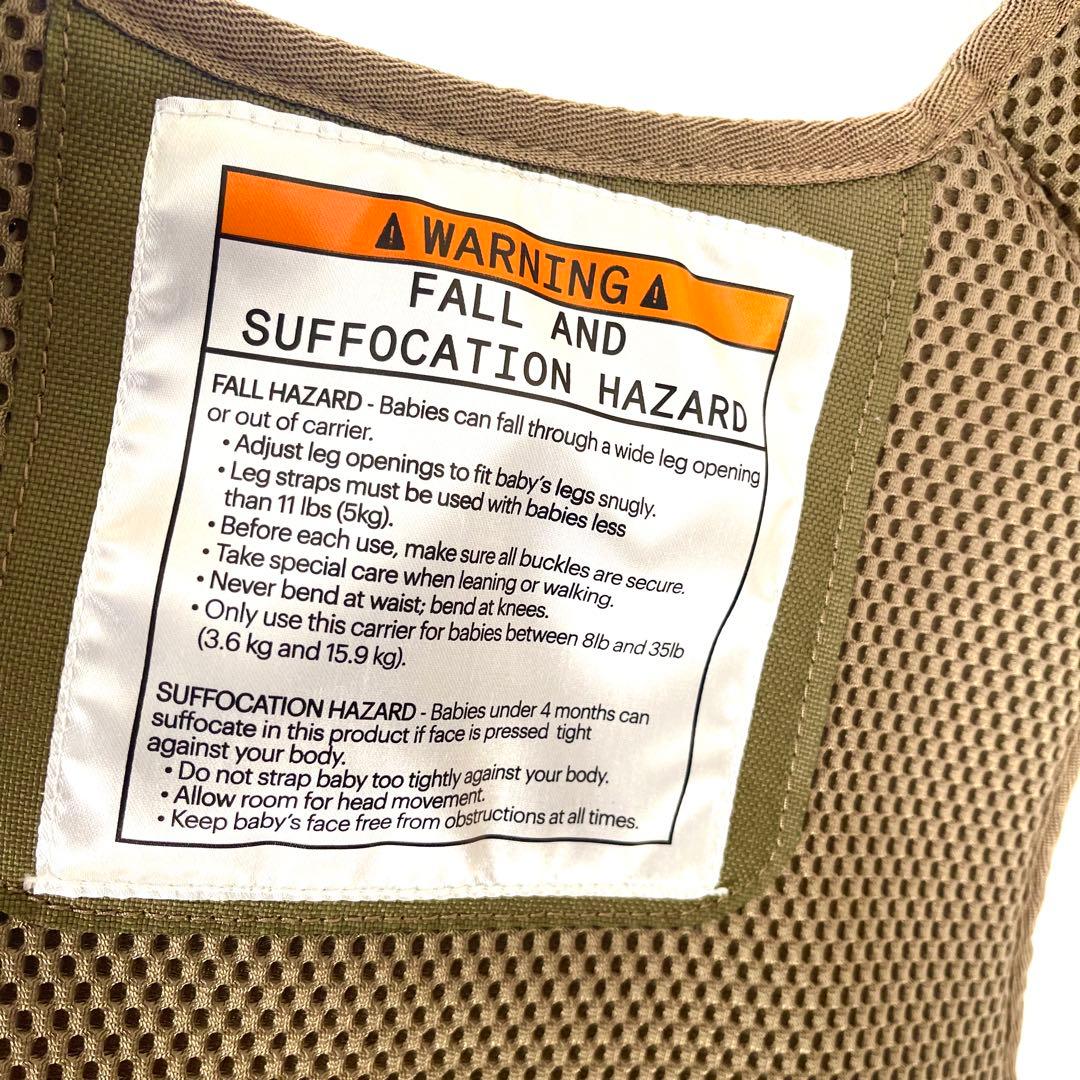 WARNING
FALL AND
SUFFOCATION HAZARD
FALL HAZARD - Babies can fall through a wide leg opening
or out of carrier.
• Adjust leg openings to fit baby's legs snugly.
• Leg straps must be used with babies less
than 11 lbs (5kg).
• Before each use, make sure all buckles are secure.
• Take special care when leaning or walking.
• Never bend at waist; bend at knees.
• Only use this carrier for babies between 8lb and 35lb
(3.6 kg and 15.9 kg).
SUFFOCATION HAZARD - Babies under 4 months can
suffocate in this product if face is pressed tight
against your body.
• Do not strap baby too tightly against your body.
• Allow room for head movement.
• Keep baby's face free from obstructions at all times.